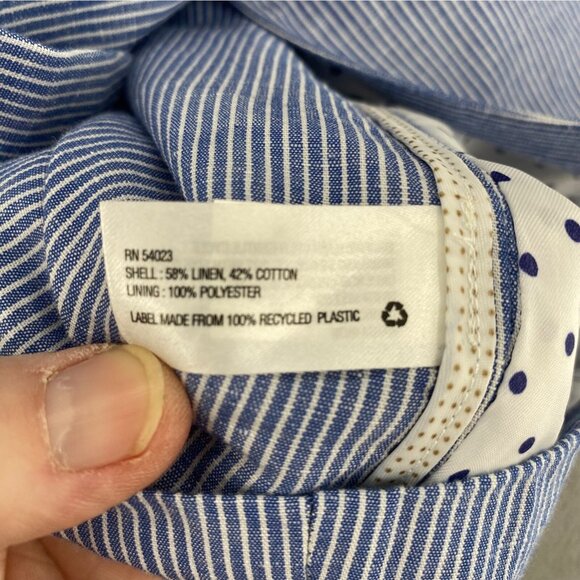 RN 54023
SHELL : 58% LINEN, 42% COTTON
LINING : 100% POLYESTER
LABEL MADE FROM 100% RECYCLED PLASTIC